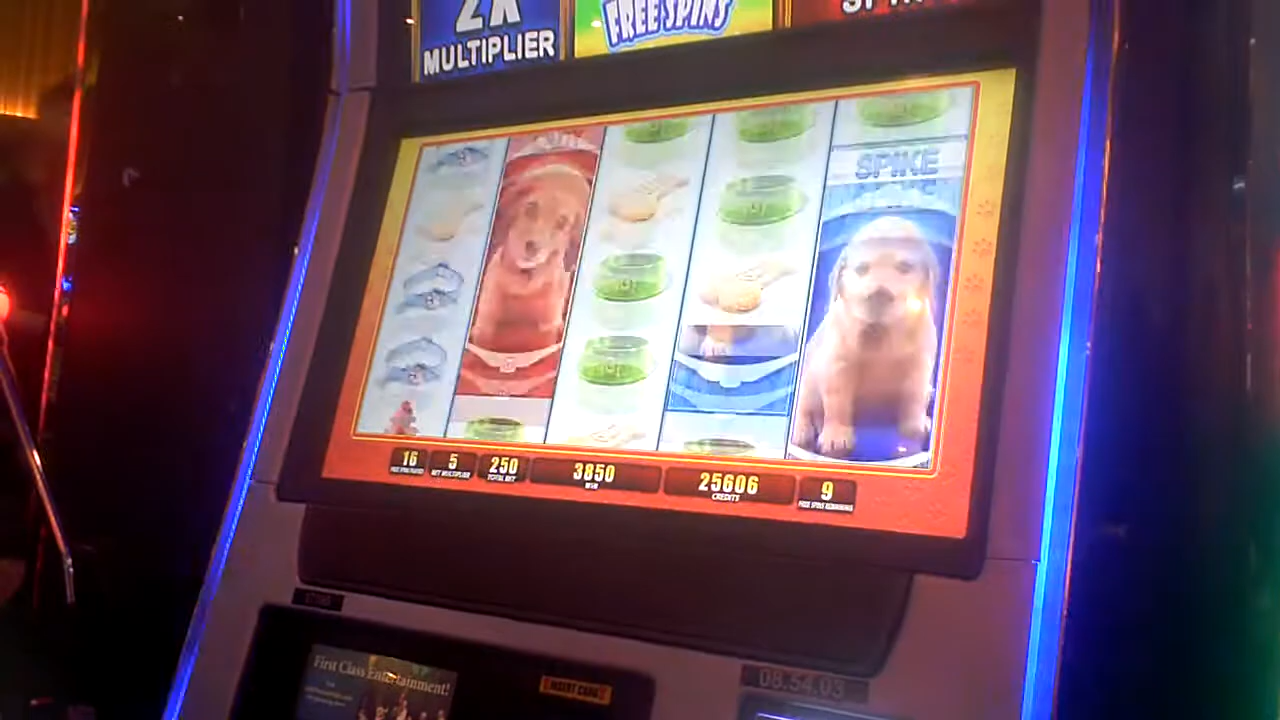 2X
MULTIPLIER
FREE SPINS
SPIKE
16
5
BET MULTIPLIER
250
TOTAL BET
3850
WIN
25606
CREDITS
9
FREE SPINS REMAINING
First Class Entertainment!
INSERT CARD
08.54.03